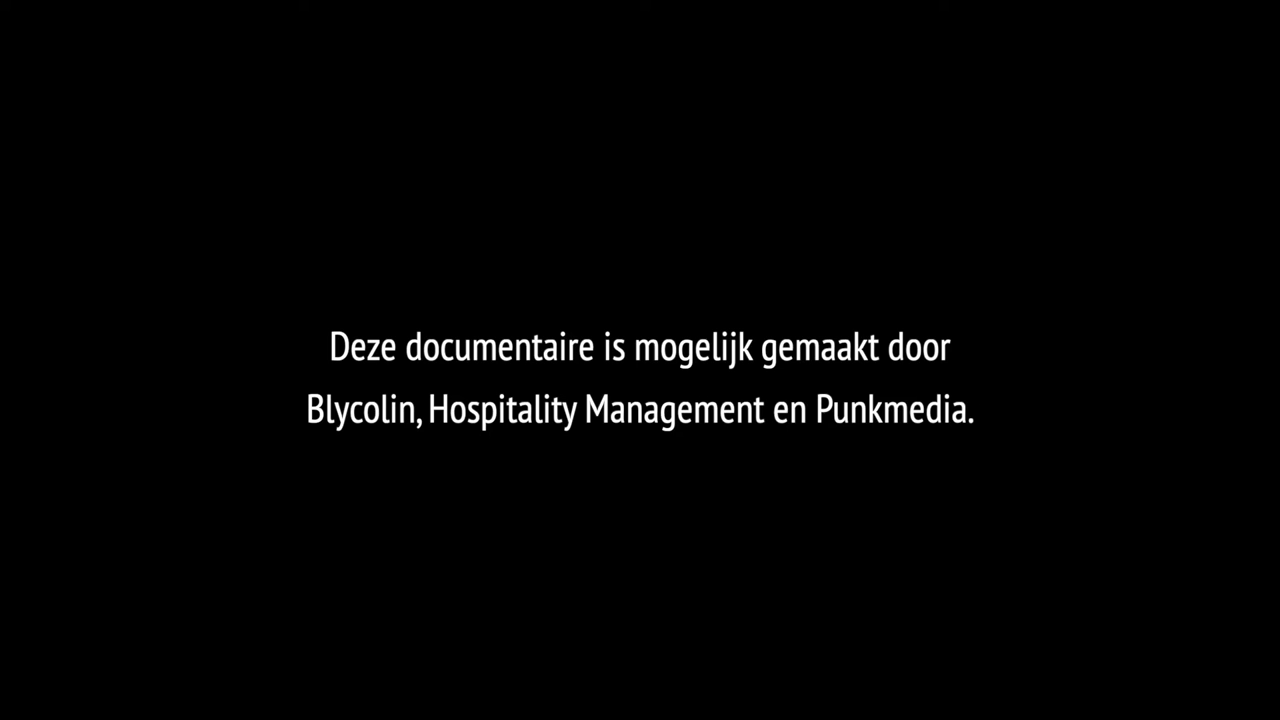 Deze documentaire is mogelijk gemaakt door
Blycolin, Hospitality Management en Punkmedia.